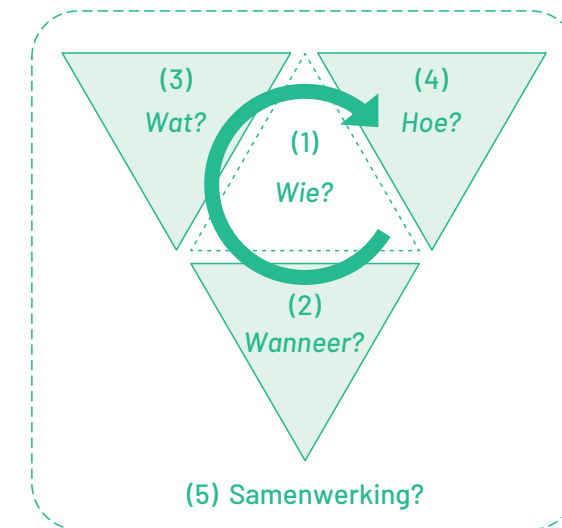 (3)
Wat?
(4)
Hoe?
(1)
Wie?
(2)
Wanneer?
(5) Samenwerking?